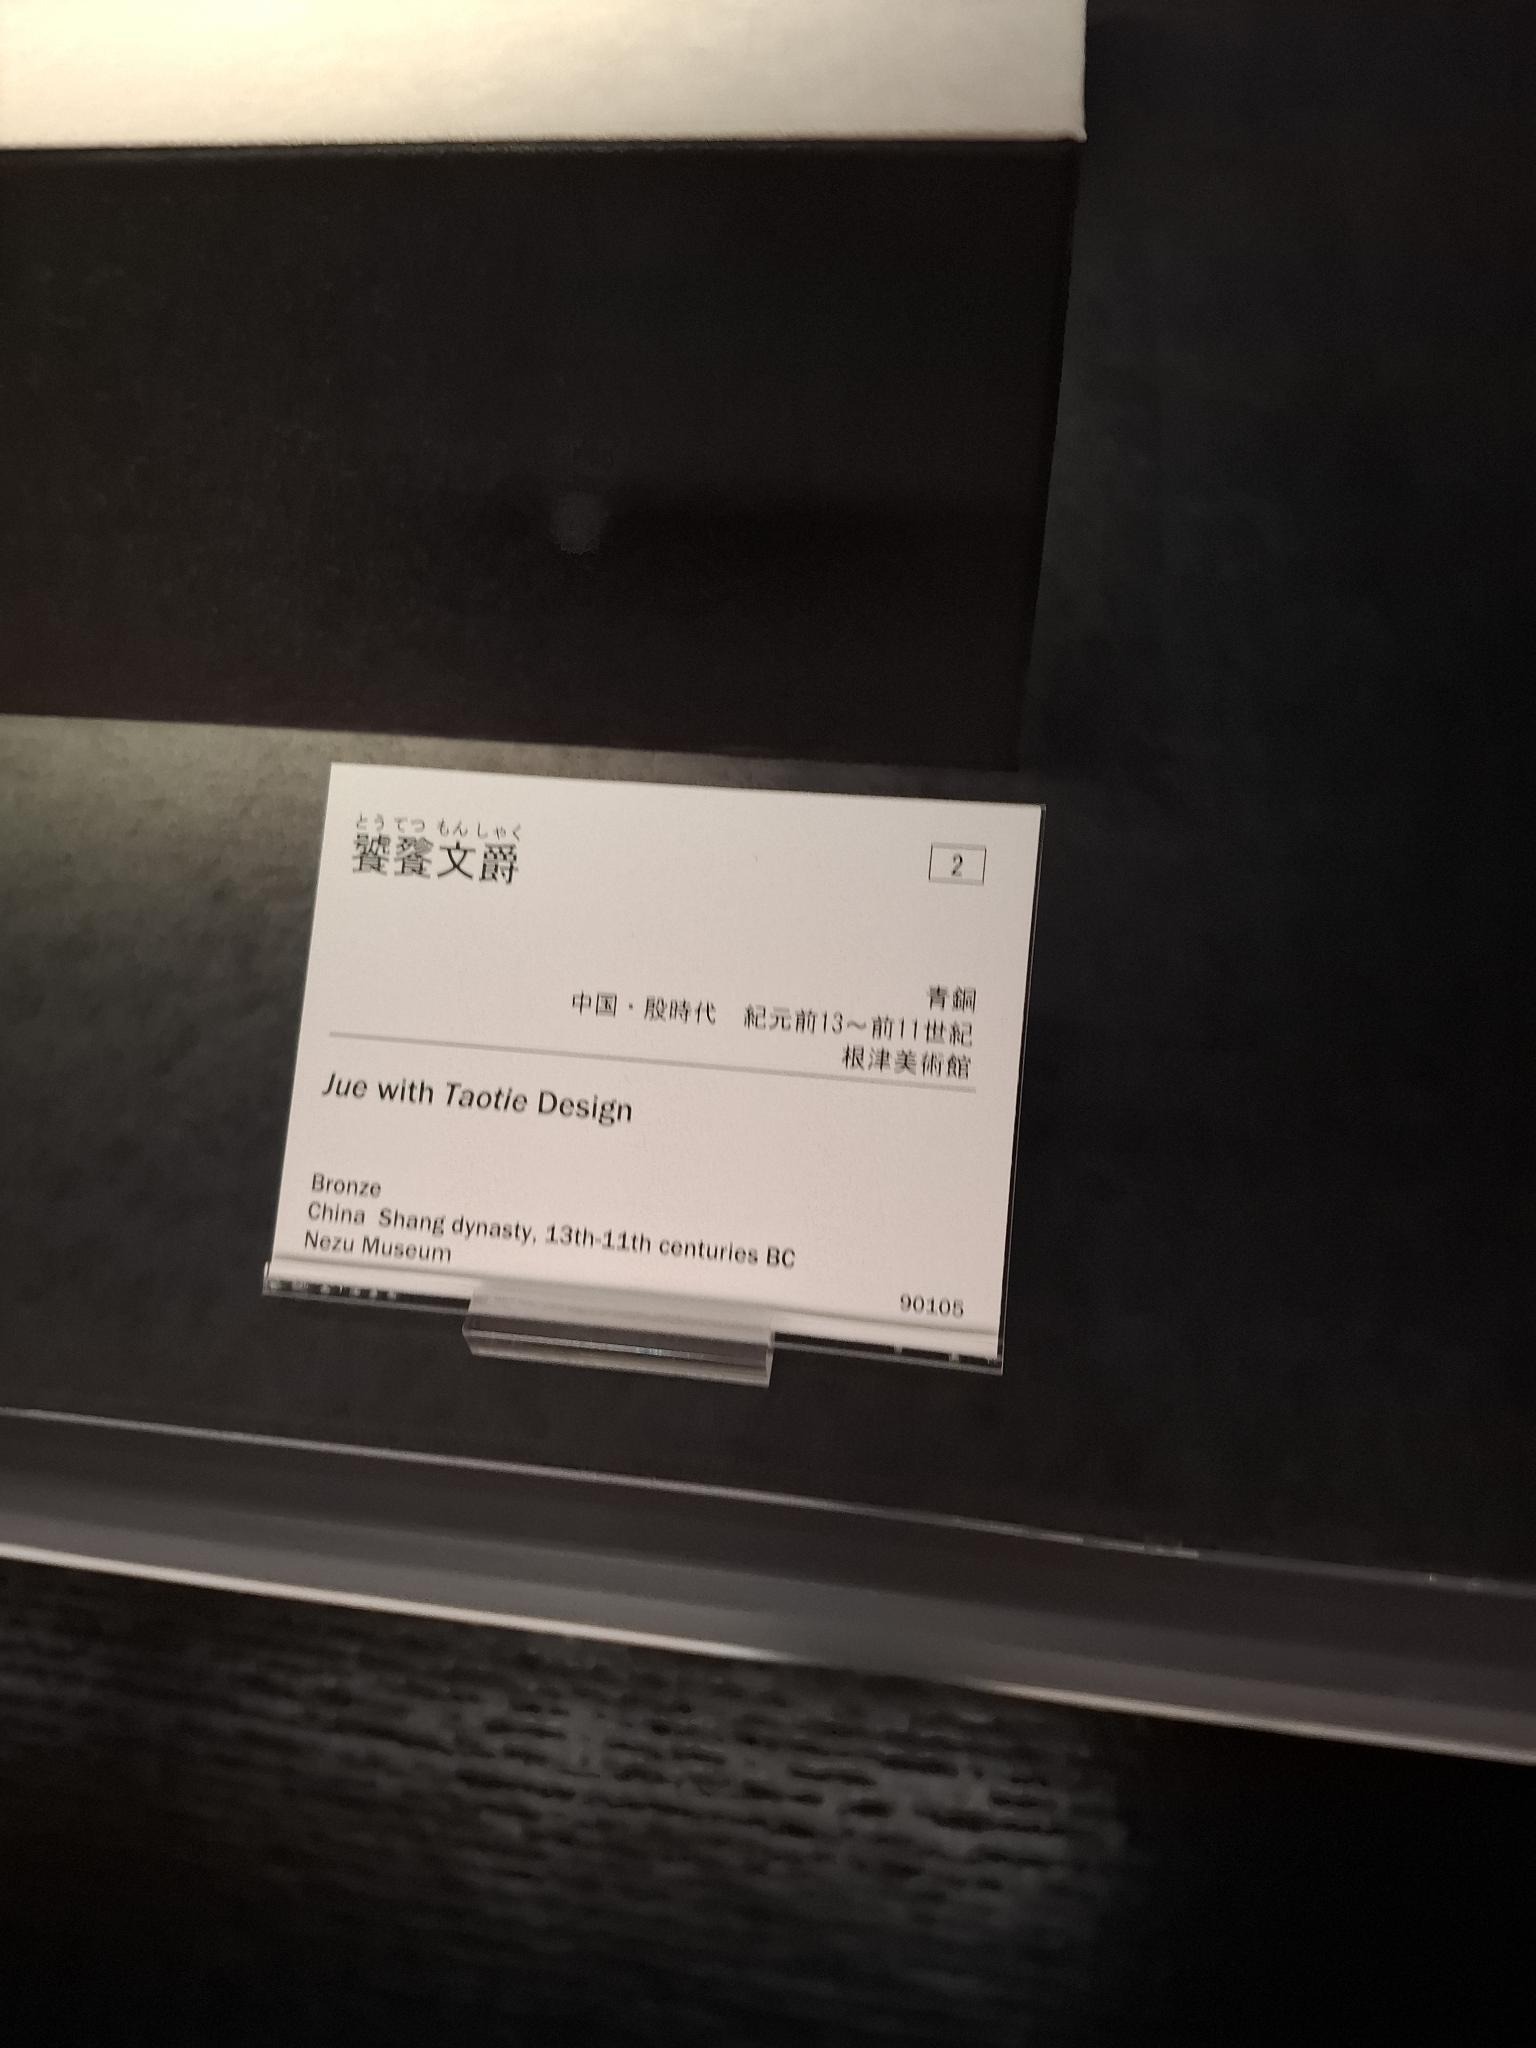 とうてつもんしゃく
饕餮文爵
2
青銅
中国・殷時代　紀元前13～前11世紀
根津美術館
Jue with Taotie Design
Bronze
China Shang dynasty, 13th-11th centuries BC
Nezu Museum
90105